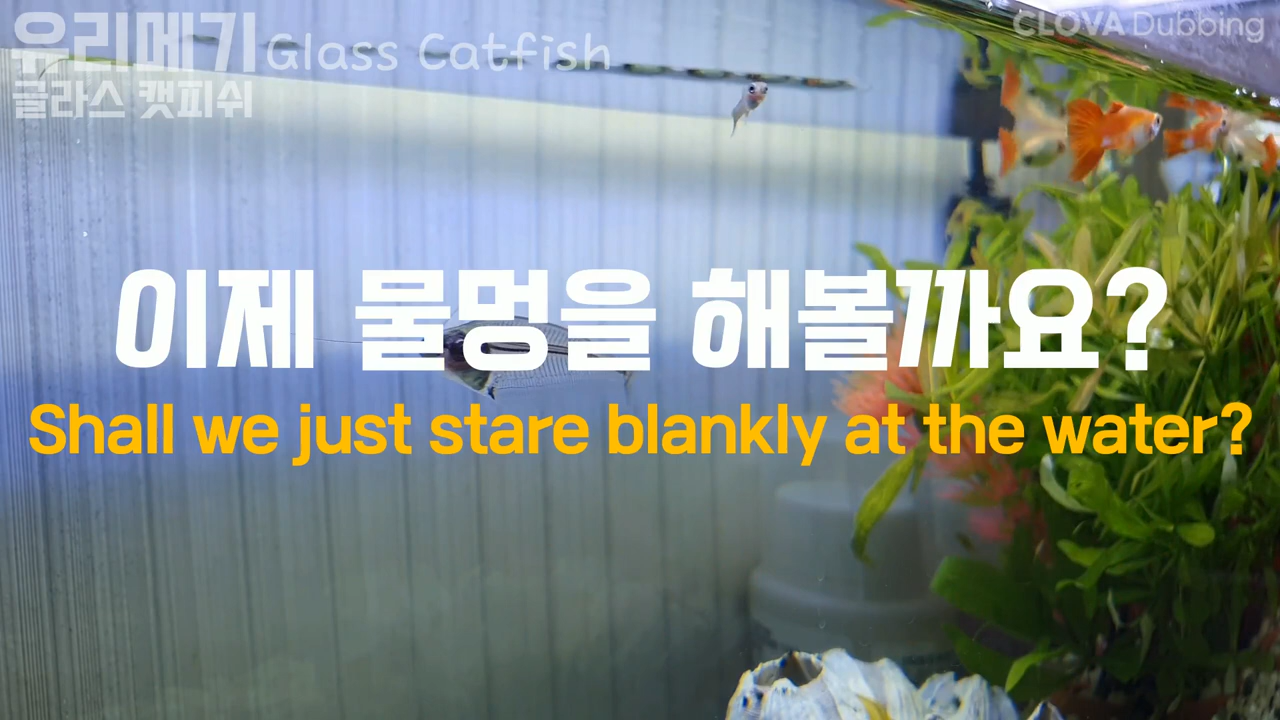 우리메기 Glass Catfish
글라스 캣피쉬
CLOVA Dubbing
이제 물멍을 해볼까요?
Shall we just stare blankly at the water?